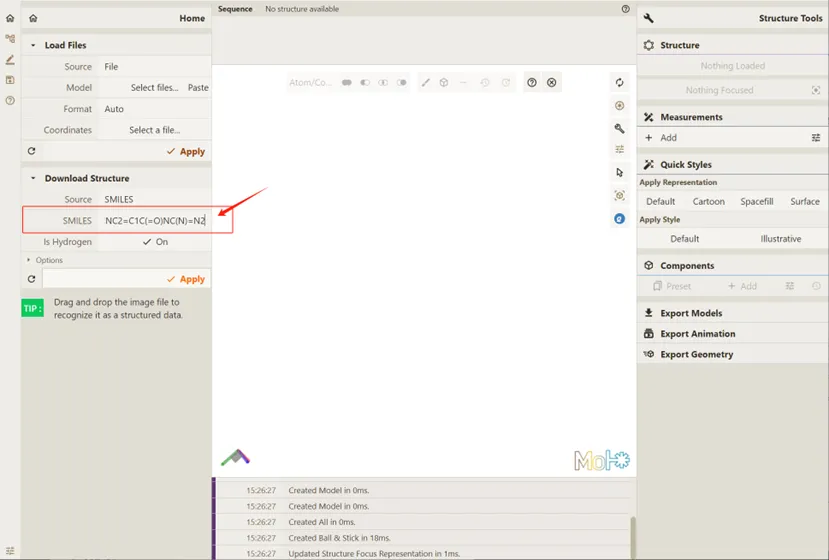 Home
Load Files
Source File
Model Select files... Paste
Format Auto
Coordinates Select a file...
Apply
Download Structure
Source SMILES
SMILES NC2=C1C(=O)NC(N)=N2
Is Hydrogen On
Options
Apply
TIP :
Drag and drop the image file to
recognize it as a structured data.
Sequence No structure available
Atom/Co...
Mol*
15:26:27 Created Model in 0ms.
15:26:27 Created Model in 0ms.
15:26:27 Created All in 0ms.
15:26:27 Created Ball & Stick in 18ms.
15:26:27 Updated Structure Focus Representation in 1ms.
Structure Tools
Structure
Nothing Loaded
Nothing Focused
Measurements
+ Add
Quick Styles
Apply Representation
Default Cartoon Spacefill Surface
Apply Style
Default Illustrative
Components
Preset + Add
Export Models
Export Animation
Export Geometry